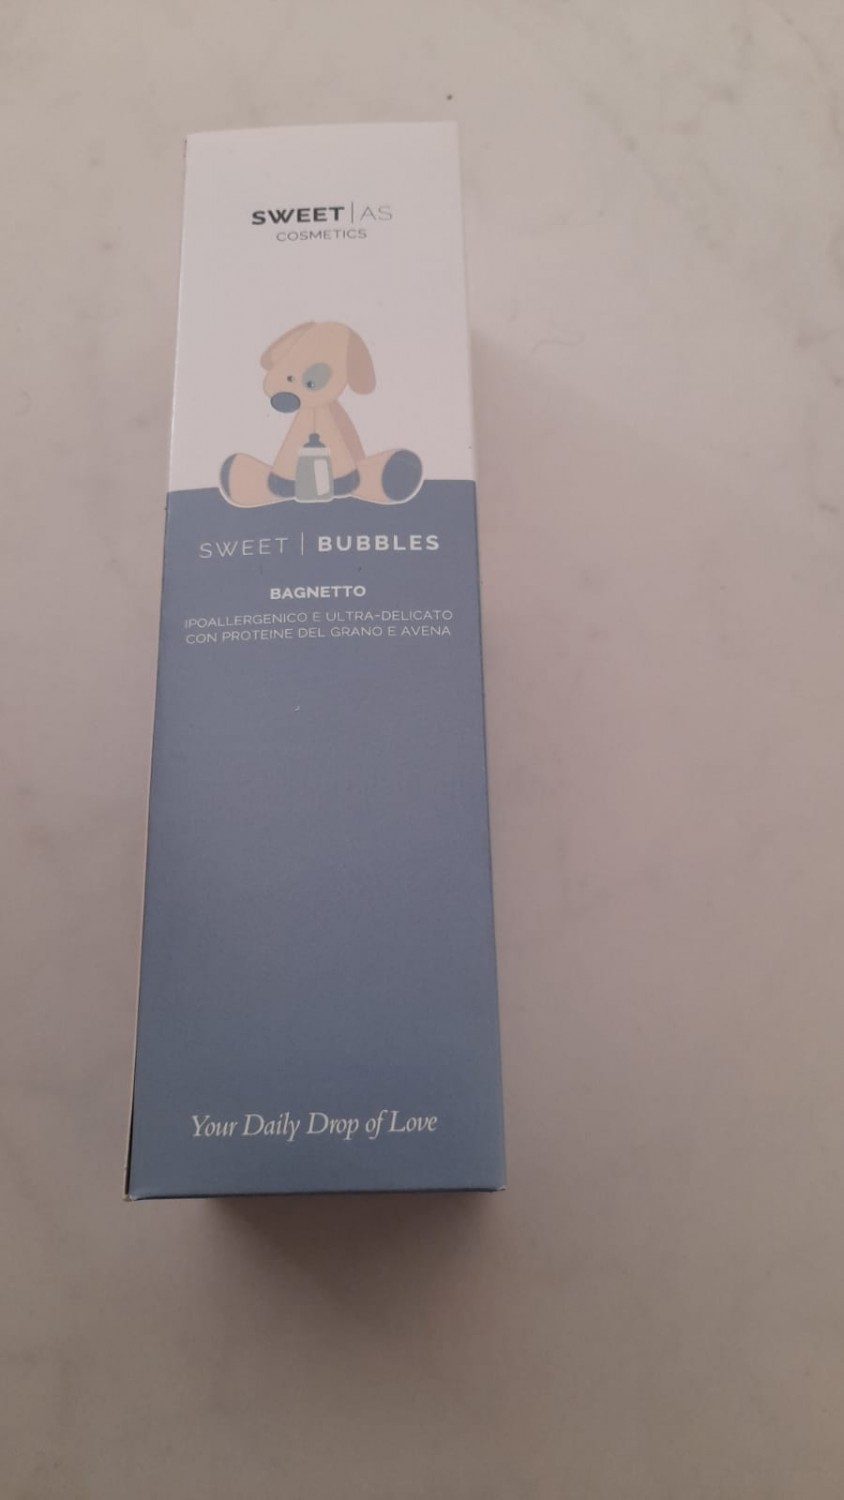 SWEET | AS
COSMETICS
SWEET | BUBBLES
BAGNETTO
IPOALLERGENICO E ULTRA-DELICATO
CON PROTEINE DEL GRANO E AVENA
Your Daily Drop of Love